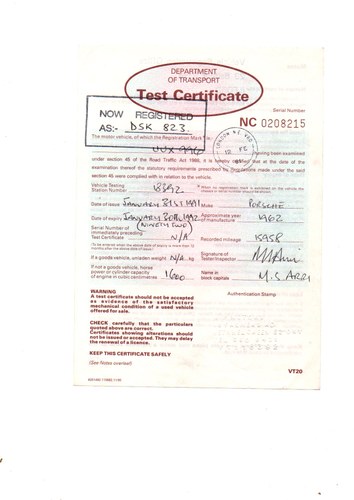 DEPARTMENT
OF TRANSPORT
Test Certificate
Serial Number
NC 0208215
NOW REGISTERED
AS:- DSK 823.
The motor vehicle, of which the Registration Mark is
having been examined
under section 45 of the Road Traffic Act 1988, it is hereby certified that at the date of the
examination thereof the statutory requirements prescribed by Regulations made under the said
section 45 were complied with in relation to the vehicle.
Vehicle Testing
Station Number
Date of issue JANUARY 31ST 1991 Make PORSCHE
Date of expiry JANUARY 30TH 1992 Approximate year of manufacture 1962
(NINETY TWO)
Serial Number of
immediately preceding
Test Certificate N/A Recorded mileage
If a goods vehicle, unladen weight N/A kg Signature of
Tester/Inspector
If not a goods vehicle, horse
power or cylinder capacity
of engine in cubic centimetres 1600 Name in
block capitals M.S
WARNING
Authentication Stamp
A test certificate should not be accepted
as evidence of the satisfactory
mechanical condition of a used vehicle
offered for sale.
CHECK carefully that the particulars
quoted above are correct.
Certificates showing alterations should
not be issued or accepted. They may delay
the renewal of a licence.
KEEP THIS CERTIFICATE SAFELY
(See Notes overleaf)
VT20